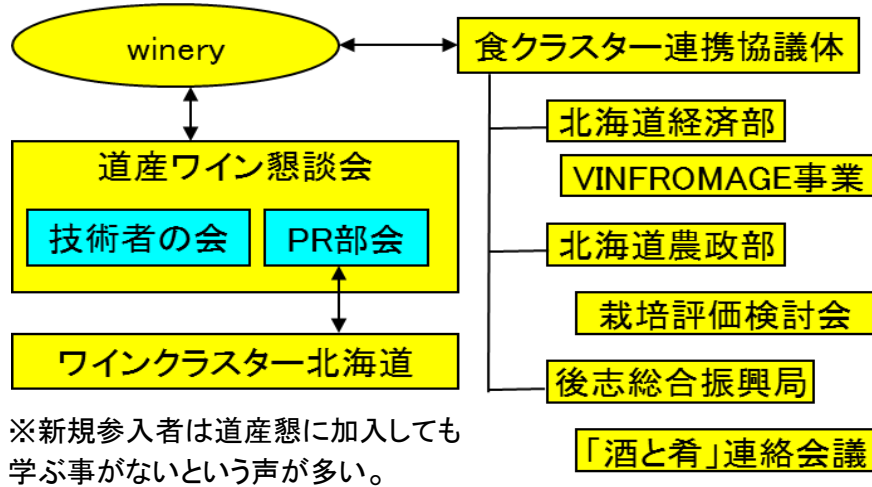 winery
食クラスター連携協議体
北海道経済部
VINFROMAGE事業
道産ワイン懇談会
技術者の会
PR部会
北海道農政部
栽培評価検討会
ワインクラスター北海道
後志総合振興局
「酒と肴」連絡会議
※新規参入者は道産懇に加入しても
学ぶ事がないという声が多い。